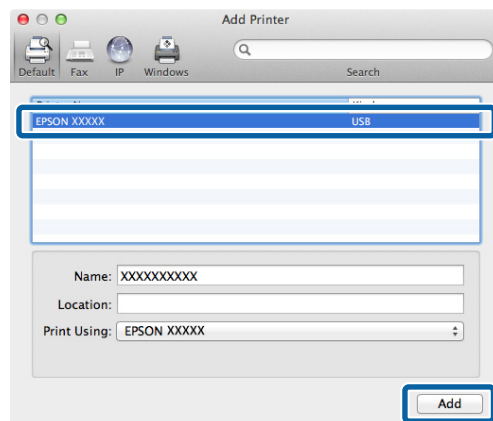 Add Printer
Default Fax IP Windows Search
EPSON XXXXX USB
Name: XXXXXXXXXX
Location:
Print Using: EPSON XXXXX
Add